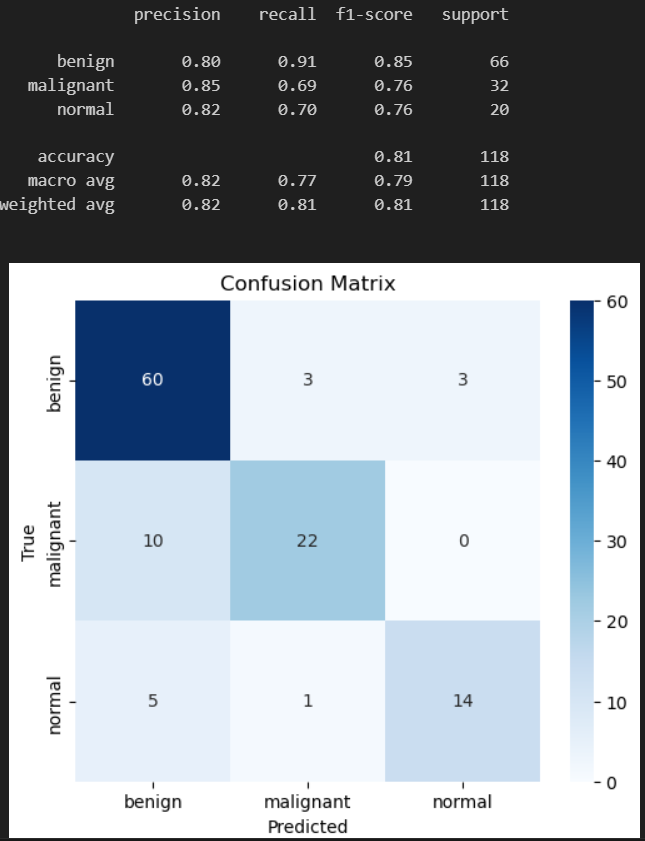 precision recall f1-score support
benign 0.80 0.91 0.85 66
malignant 0.85 0.69 0.76 32
normal 0.82 0.70 0.76 20
accuracy 0.81 118
macro avg 0.82 0.77 0.79 118
weighted avg 0.82 0.81 0.81 118
Confusion Matrix
benign 60 3 3
malignant 10 22 0
normal 5 1 14
True
benign malignant normal
Predicted
60
50
40
30
20
10
0